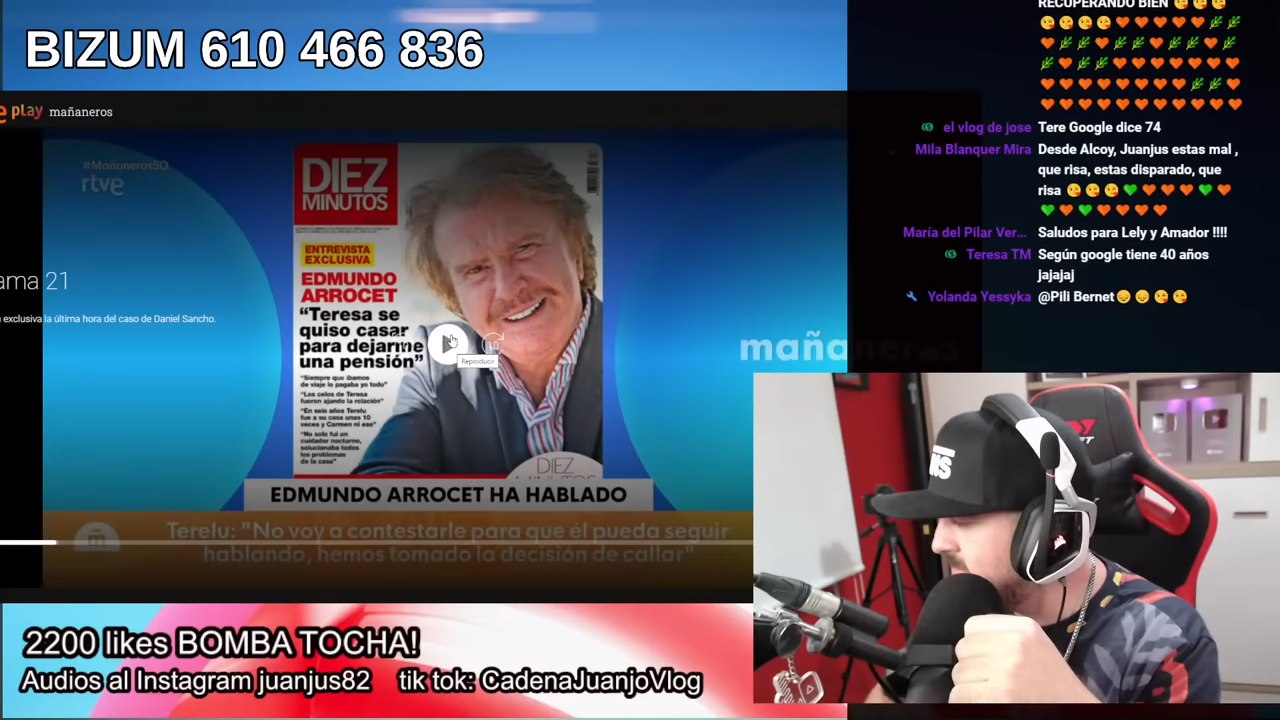 BIZUM 610 466 836
e play mañaneros
#MañanerosSO
rtve
DIEZ
MINUTOS
ENTREVISTA
EXCLUSIVA
EDMUNDO
ARROCET
“Teresa se
quiso casar
para dejarme
una pensión”
“Siempre que íbamos
de viaje lo pagaba yo todo”
“Los celos de Teresa
fueron ajando la relación”
“En seis años Terelu
fue a su casa unas 10
veces y Carmen ni eso”
“No solo fui un
cuidador nocturno,
solucionaba todos
los problemas
de la casa”
10
Reproducir
DIEZ
ama 21
exclusiva la última hora del caso de Daniel Sancho.
mañaneros
EDMUNDO ARROCET HA HABLADO
m
Terelu: "No voy a contestarle para que él pueda seguir
hablando, hemos tomado la decisión de callar"
2200 likes BOMBA TOCHA!
Audios al Instagram juanjus82 tik tok: CadenaJuanjoVlog
RECUPERANDO BIEN 😘😘😘
😘😘😘😘🧡🧡🧡🧡🧡🌿🌿
🧡🌿🌿🧡🌿🌿🧡🌿🌿🧡🌿
🌿🧡🌿🌿🧡🧡🧡🧡🧡🧡🧡
🧡🧡🧡🧡🧡🧡🧡🧡🌿🌿🧡
🧡🧡🧡🧡🧡🧡🧡🧡🧡🧡🧡
el vlog de jose Tere Google dice 74
Mila Blanquer Mira Desde Alcoy, Juanjus estas mal ,
que risa, estas disparado, que
risa 😘😘😘💚🧡🧡🧡💚🧡🧡
💚🧡💚🧡🧡🧡🧡
María del Pilar Ver... Saludos para Lely y Amador !!!!
Teresa TM Según google tiene 40 años
jajajaj
Yolanda Yessyka @Pili Bernet😞😞😘😘